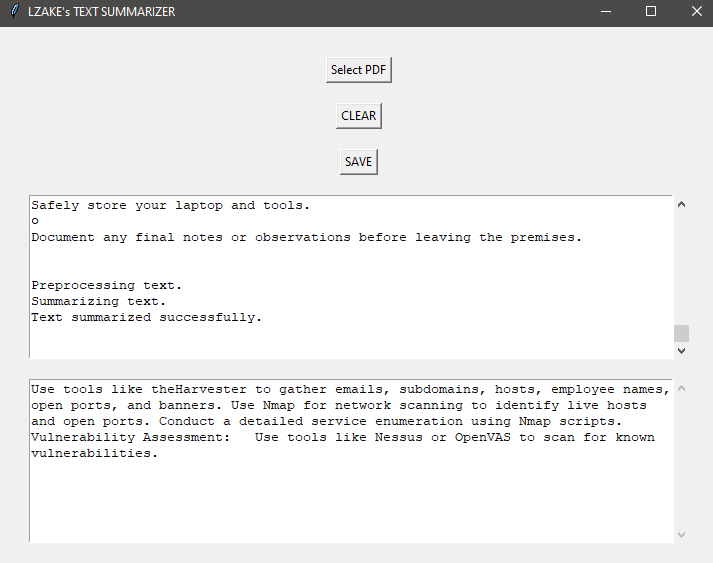 LZAKE's TEXT SUMMARIZER
Select PDF
CLEAR
SAVE
Safely store your laptop and tools.
o
Document any final notes or observations before leaving the premises.
Preprocessing text.
Summarizing text.
Text summarized successfully.
Use tools like theHarvester to gather emails, subdomains, hosts, employee names,
open ports, and banners. Use Nmap for network scanning to identify live hosts
and open ports. Conduct a detailed service enumeration using Nmap scripts.
Vulnerability Assessment:   Use tools like Nessus or OpenVAS to scan for known
vulnerabilities.